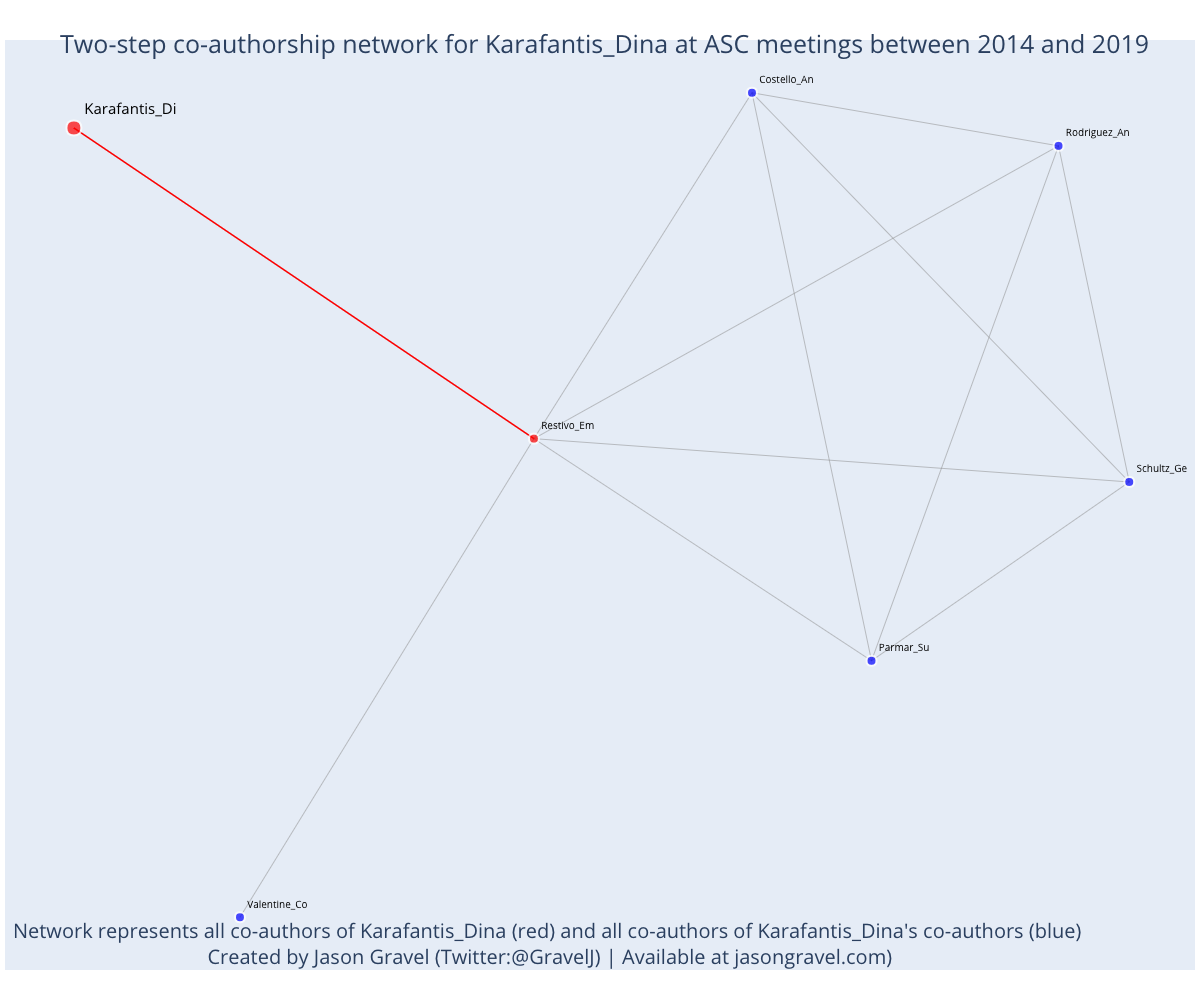 Two-step co-authorship network for Karafantis_Dina at ASC meetings between 2014 and 2019
Costello_An
Karafantis_Di
Rodriguez_An
Restivo_Em
Schultz_Ge
Parmar_Su
Valentine_Co
Network represents all co-authors of Karafantis_Dina (red) and all co-authors of Karafantis_Dina's co-authors (blue)
Created by Jason Gravel (Twitter:@GravelJ) | Available at jasongravel.com)